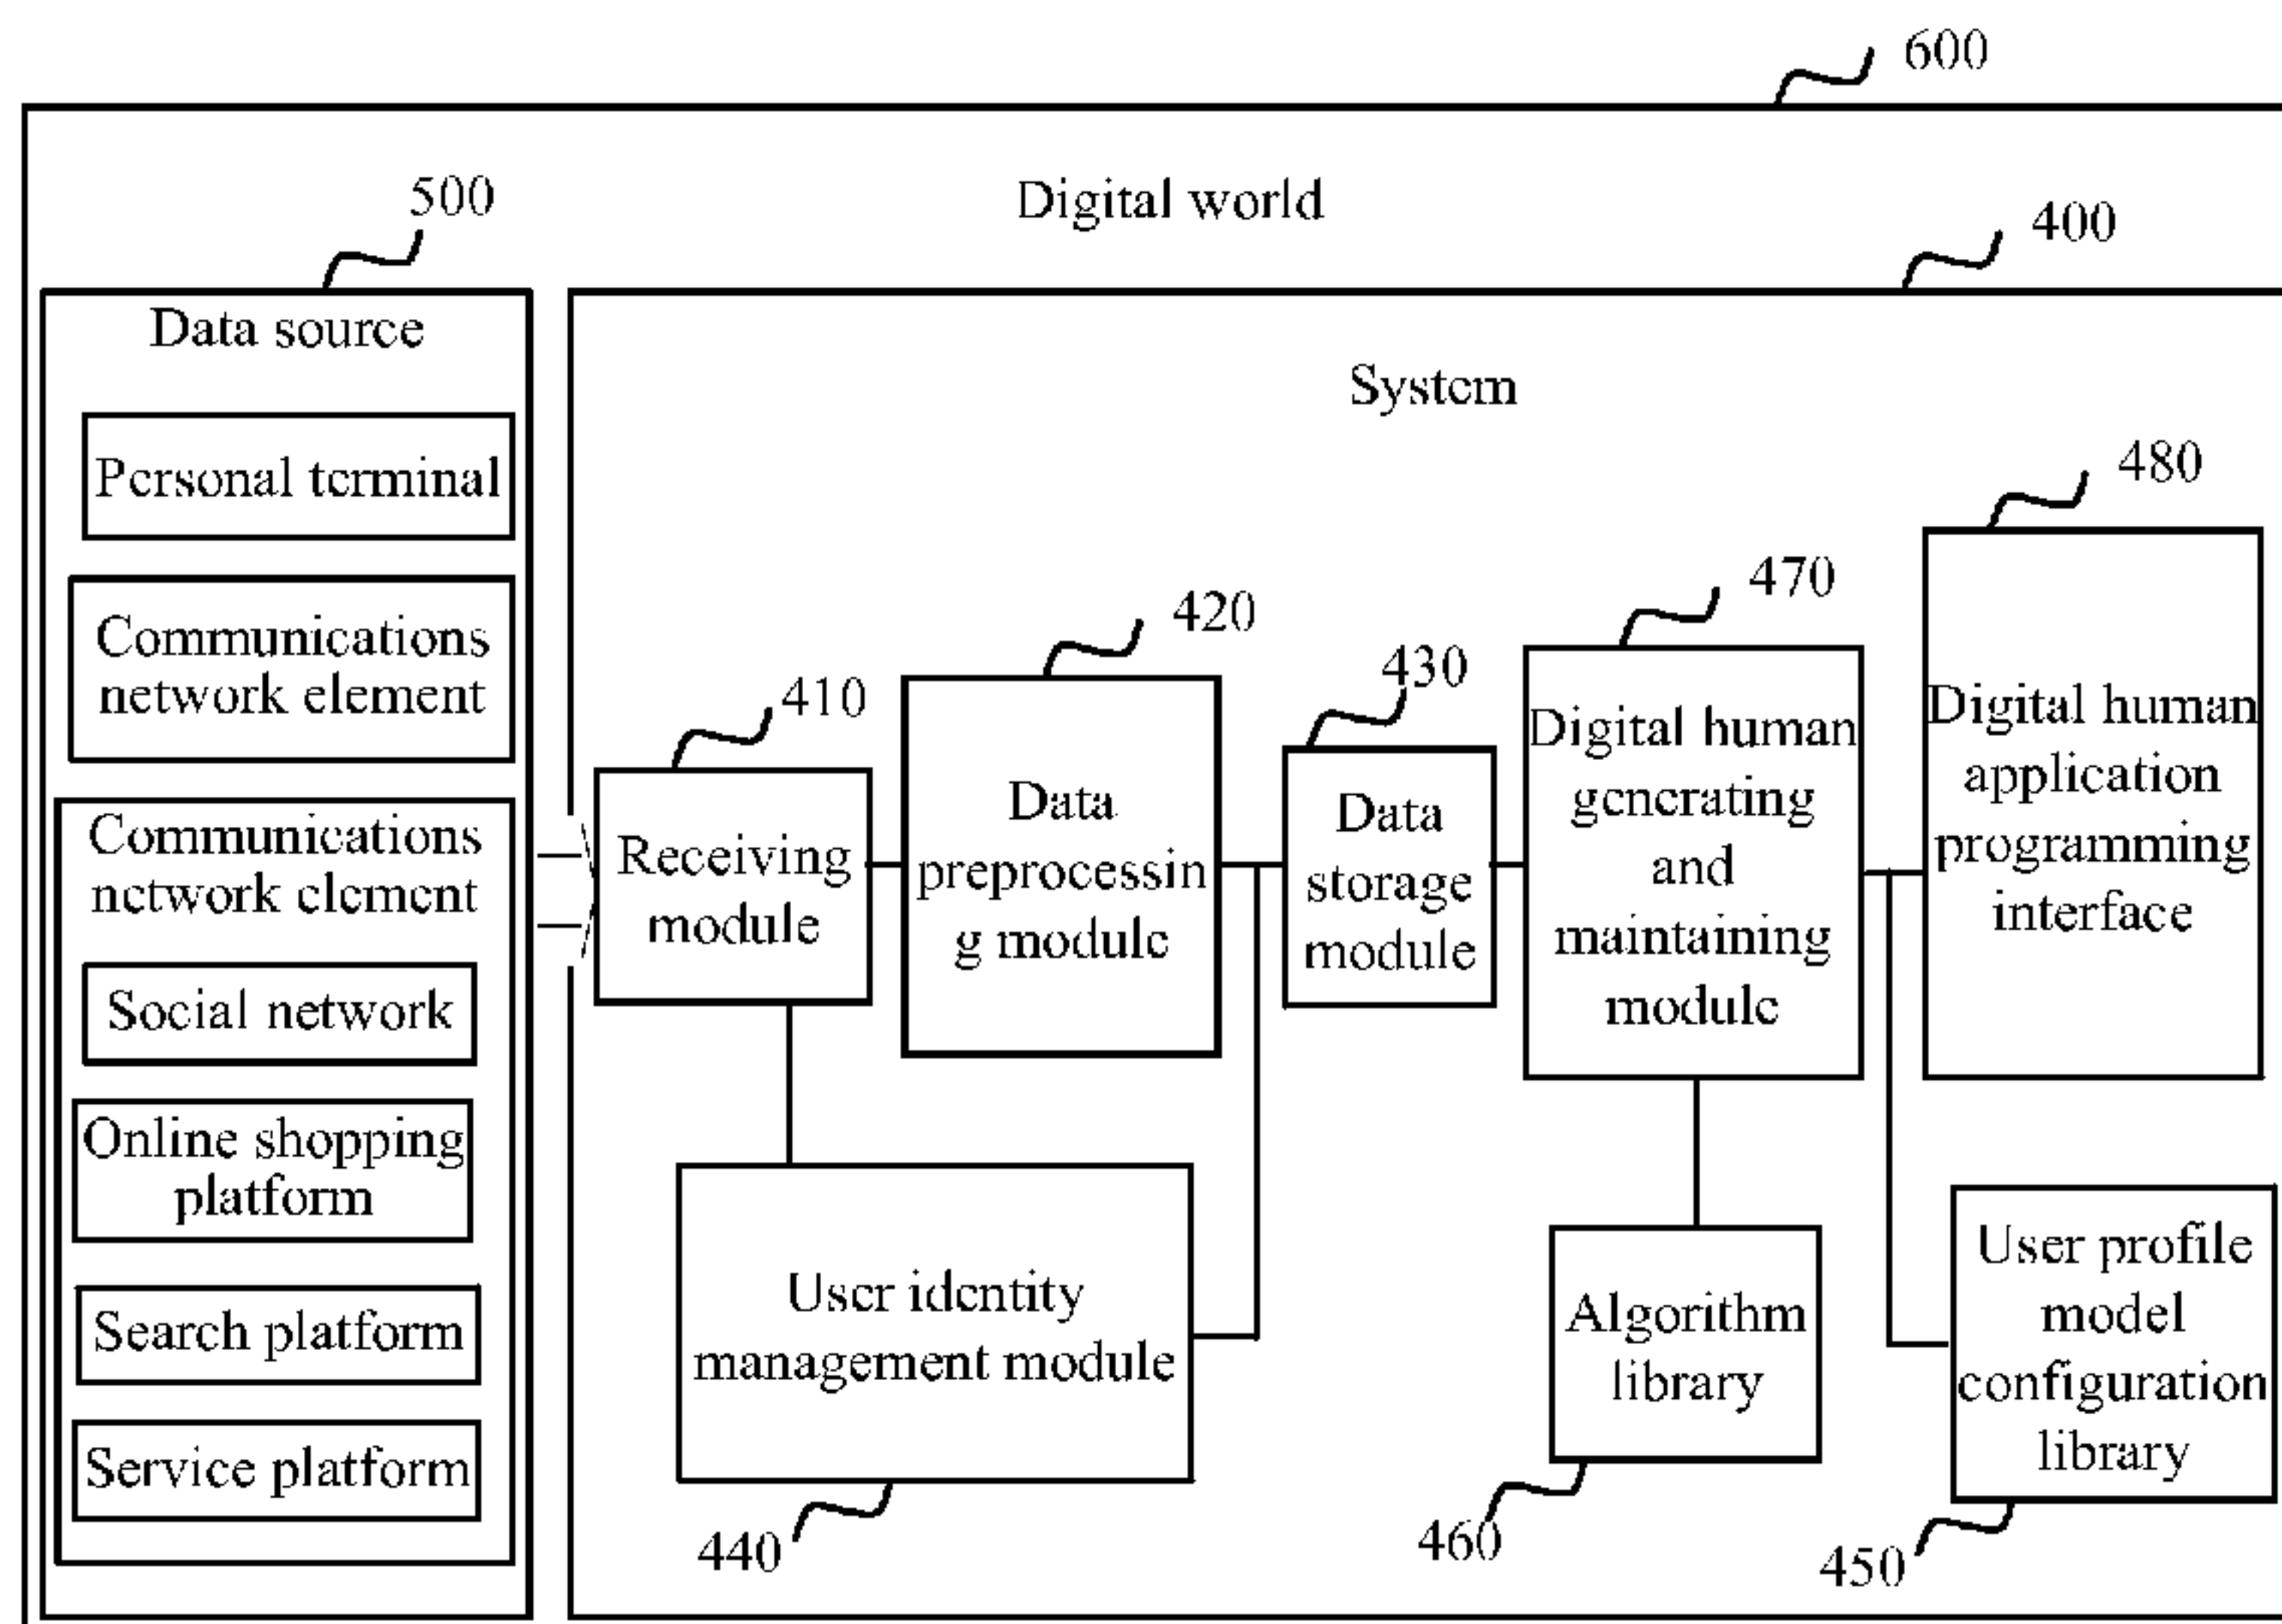 600
Digital world
500
400
Data source
Personal terminal
Communications
network element
Communications
network element
Social network
Online shopping
platform
Search platform
Service platform
System
410
Receiving
module
420
Data
preprocessin
g module
430
Data
storage
module
470
Digital human
generating
and
maintaining
module
480
Digital human
application
programming
interface
User identity
management module
440
Algorithm
library
460
User profile
model
configuration
library
450